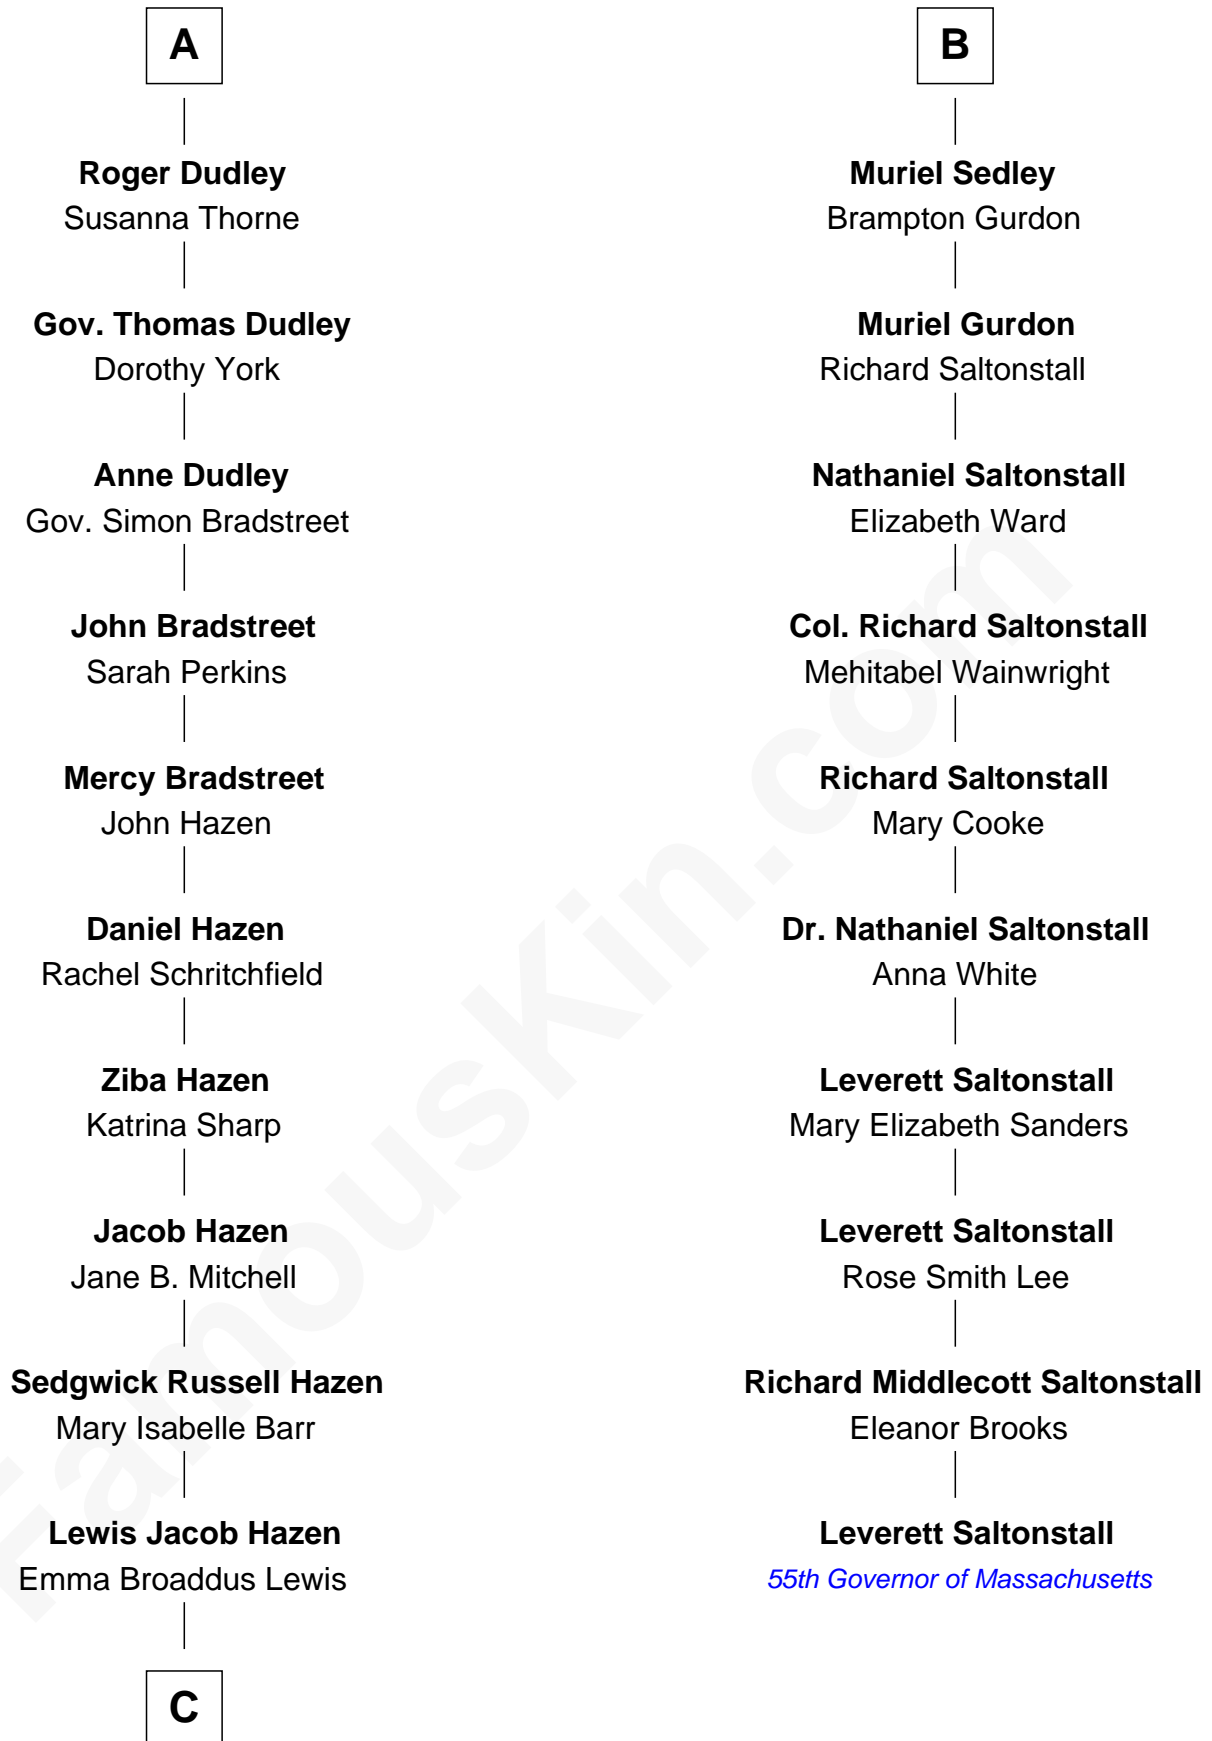 A
Roger Dudley
Susanna Thorne
Gov. Thomas Dudley
Dorothy York
Anne Dudley
Gov. Simon Bradstreet
John Bradstreet
Sarah Perkins
Mercy Bradstreet
John Hazen
Daniel Hazen
Rachel Schritchfield
Ziba Hazen
Katrina Sharp
Jacob Hazen
Jane B. Mitchell
Sedgwick Russell Hazen
Mary Isabelle Barr
Lewis Jacob Hazen
Emma Broaddus Lewis
C
B
Muriel Sedley
Brampton Gurdon
Muriel Gurdon
Richard Saltonstall
Nathaniel Saltonstall
Elizabeth Ward
Col. Richard Saltonstall
Mehitabel Wainwright
Richard Saltonstall
Mary Cooke
Dr. Nathaniel Saltonstall
Anna White
Leverett Saltonstall
Mary Elizabeth Sanders
Leverett Saltonstall
Rose Smith Lee
Richard Middlecott Saltonstall
Eleanor Brooks
Leverett Saltonstall
55th Governor of Massachusetts
FamousKin.com